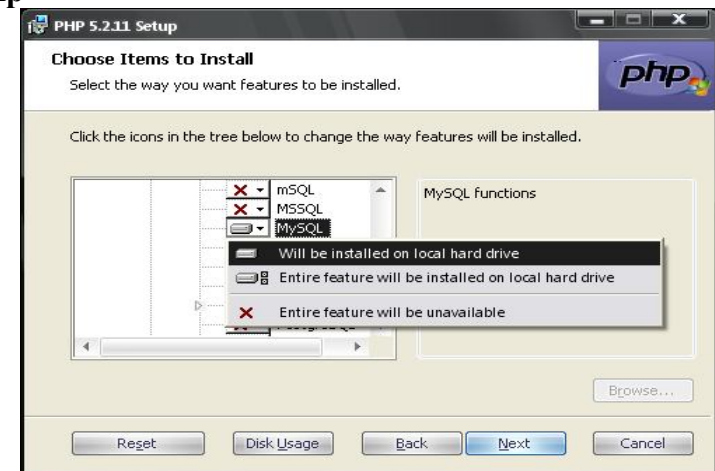 p
PHP 5.2.11 Setup
Choose Items to Install
Select the way you want features to be installed.
php
Click the icons in the tree below to change the way features will be installed.
mSQL
MSSQL
MySQL
MySQL functions
Will be installed on local hard drive
Entire feature will be installed on local hard drive
Entire feature will be unavailable
Browse...
Reset
Disk Usage
Back
Next
Cancel